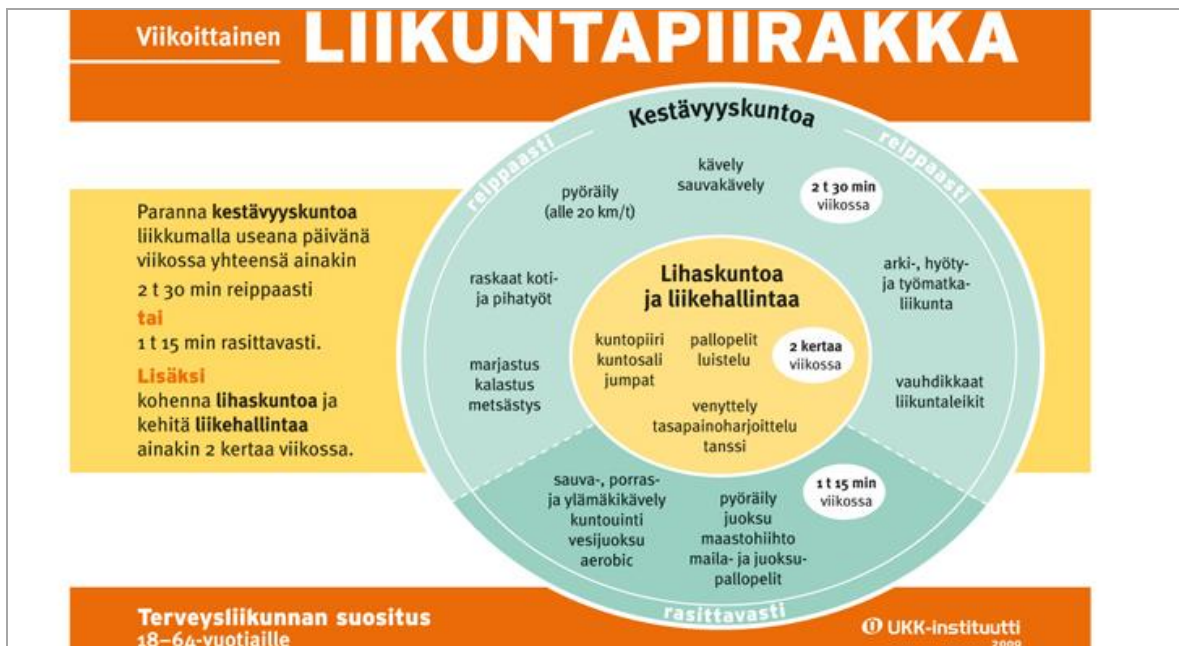 Viikoittainen LIIKUNTAPIIRAKKA
Paranna kestävyyskuntoa
liikkumalla useana päivänä
viikossa yhteensä ainakin
2 t 30 min reippaasti
tai
1 t 15 min rasittavasti.
Lisäksi
kohenna lihaskuntoa ja
kehitä liikehallintaa
ainakin 2 kertaa viikossa.
Kestävyyskuntoa
reippaasti
reippaasti
kävely
sauvakävely
2 t 30 min
viikossa
pyöräily
(alle 20 km/t)
raskaat koti-
ja pihatyöt
marjastus
kalastus
metsästys
arki-, hyöty-
ja työmatka-
liikunta
vauhdikkaat
liikuntaleikit
Lihaskuntoa
ja liikehallintaa
kuntopiiri
kuntosali
jumpat
pallopelit
luistelu
2 kertaa
viikossa
venyttely
tasapainoharjoittelu
tanssi
sauva-, porras-
ja ylämäkikävely
kuntouinti
vesijuoksu
aerobic
pyöräily
juoksu
maastohiihto
maila- ja juoksu-
pallopelit
1 t 15 min
viikossa
rasittavasti
Terveysliikunnan suositus
18–64-vuotiaille
UKK-instituutti
2009